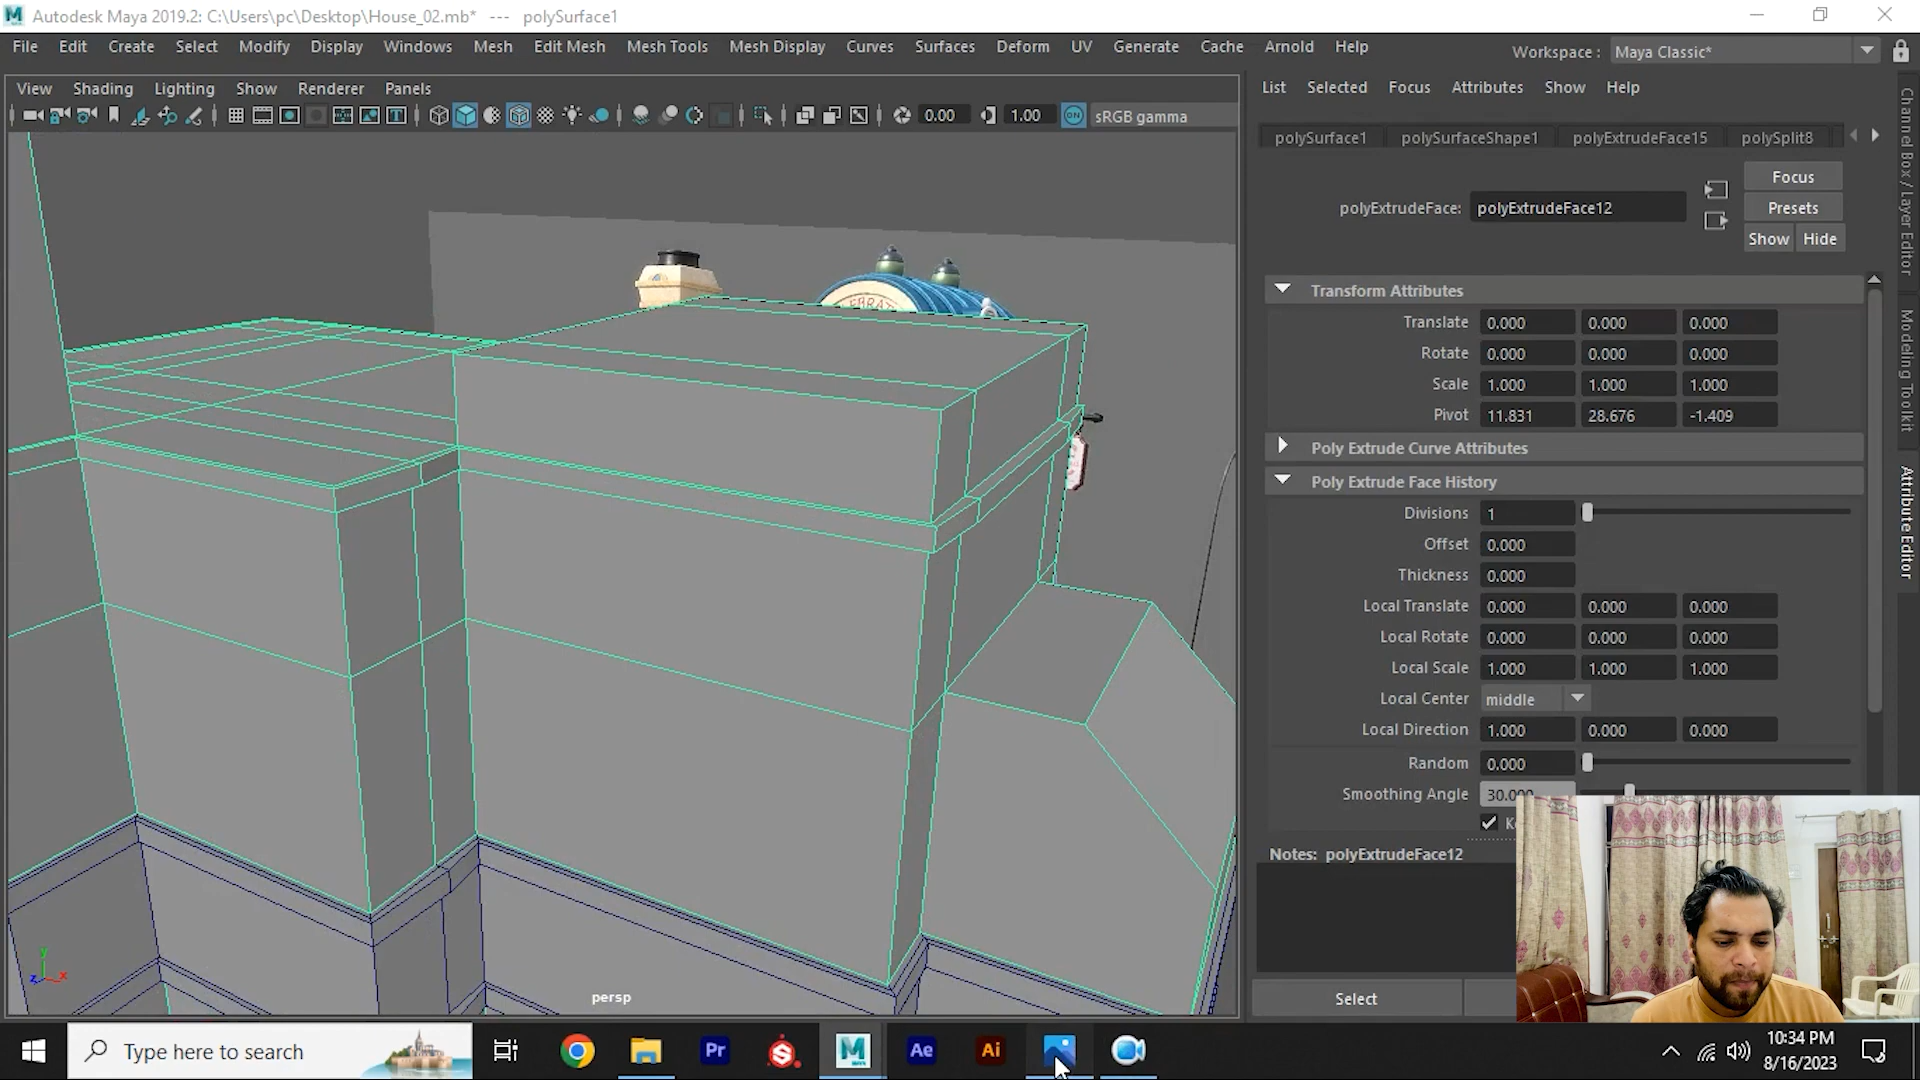 Autodesk Maya 2019.2: C:\Users\pc\Desktop\House_02.mb* --- polySurface1
File Edit Create Select Modify Display Windows Mesh Edit Mesh Mesh Tools Mesh Display Curves Surfaces Deform UV Generate Cache Arnold Help
Workspace : Maya Classic*
View Shading Lighting Show Renderer Panels
0.00 1.00 ON sRGB gamma
List Selected Focus Attributes Show Help
polySurface1 polySurfaceShape1 polyExtrudeFace15 polySplit8
Focus
polyExtrudeFace: polyExtrudeFace12 Presets
Show Hide
Transform Attributes
Translate 0.000 0.000 0.000
Rotate 0.000 0.000 0.000
Scale 1.000 1.000 1.000
Pivot 11.831 28.676 -1.409
Poly Extrude Curve Attributes
Poly Extrude Face History
Divisions 1
Offset 0.000
Thickness 0.000
Local Translate 0.000 0.000 0.000
Local Rotate 0.000 0.000 0.000
Local Scale 1.000 1.000 1.000
Local Center middle
Local Direction 1.000 0.000 0.000
Random 0.000
Smoothing Angle 30.000
Notes: polyExtrudeFace12
Select
Channel Box / Layer Editor
Modeling Toolkit
Attribute Editor
y
z x
persp
Type here to search
Pr
M
Ae
Ai
10:34 PM
8/16/2023